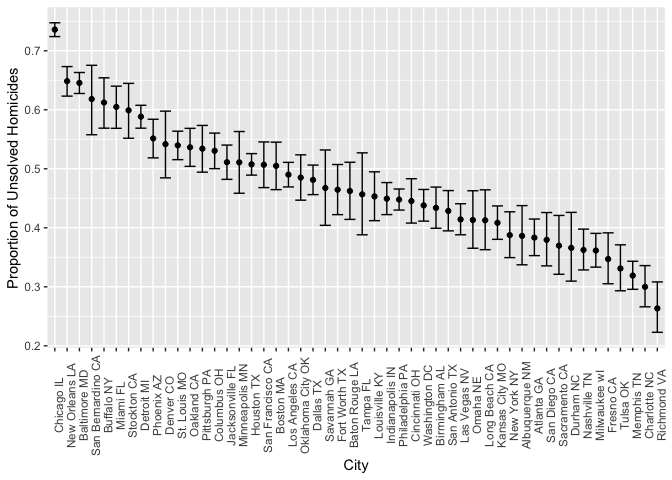 Proportion of Unsolved Homicides
0.7
0.6
0.5
0.4
0.3
0.2
Chicago IL
New Orleans LA
Baltimore MD
San Bernardino CA
Buffalo NY
Miami FL
Stockton CA
Detroit MI
Phoenix AZ
Denver CO
St. Louis MO
Oakland CA
Pittsburgh PA
Columbus OH
Jacksonville FL
Minneapolis MN
Houston TX
San Francisco CA
Boston MA
Los Angeles CA
Oklahoma City OK
Dallas TX
Savannah GA
Fort Worth TX
Baton Rouge LA
Tampa FL
Louisville KY
Indianapolis IN
Philadelphia PA
Cincinnati OH
Washington DC
Birmingham AL
San Antonio TX
Las Vegas NV
Omaha NE
Long Beach CA
Kansas City MO
New York NY
Albuquerque NM
Atlanta GA
San Diego CA
Sacramento CA
Durham NC
Nashville TN
Milwaukee wI
Fresno CA
Tulsa OK
Memphis TN
Charlotte NC
Richmond VA
City